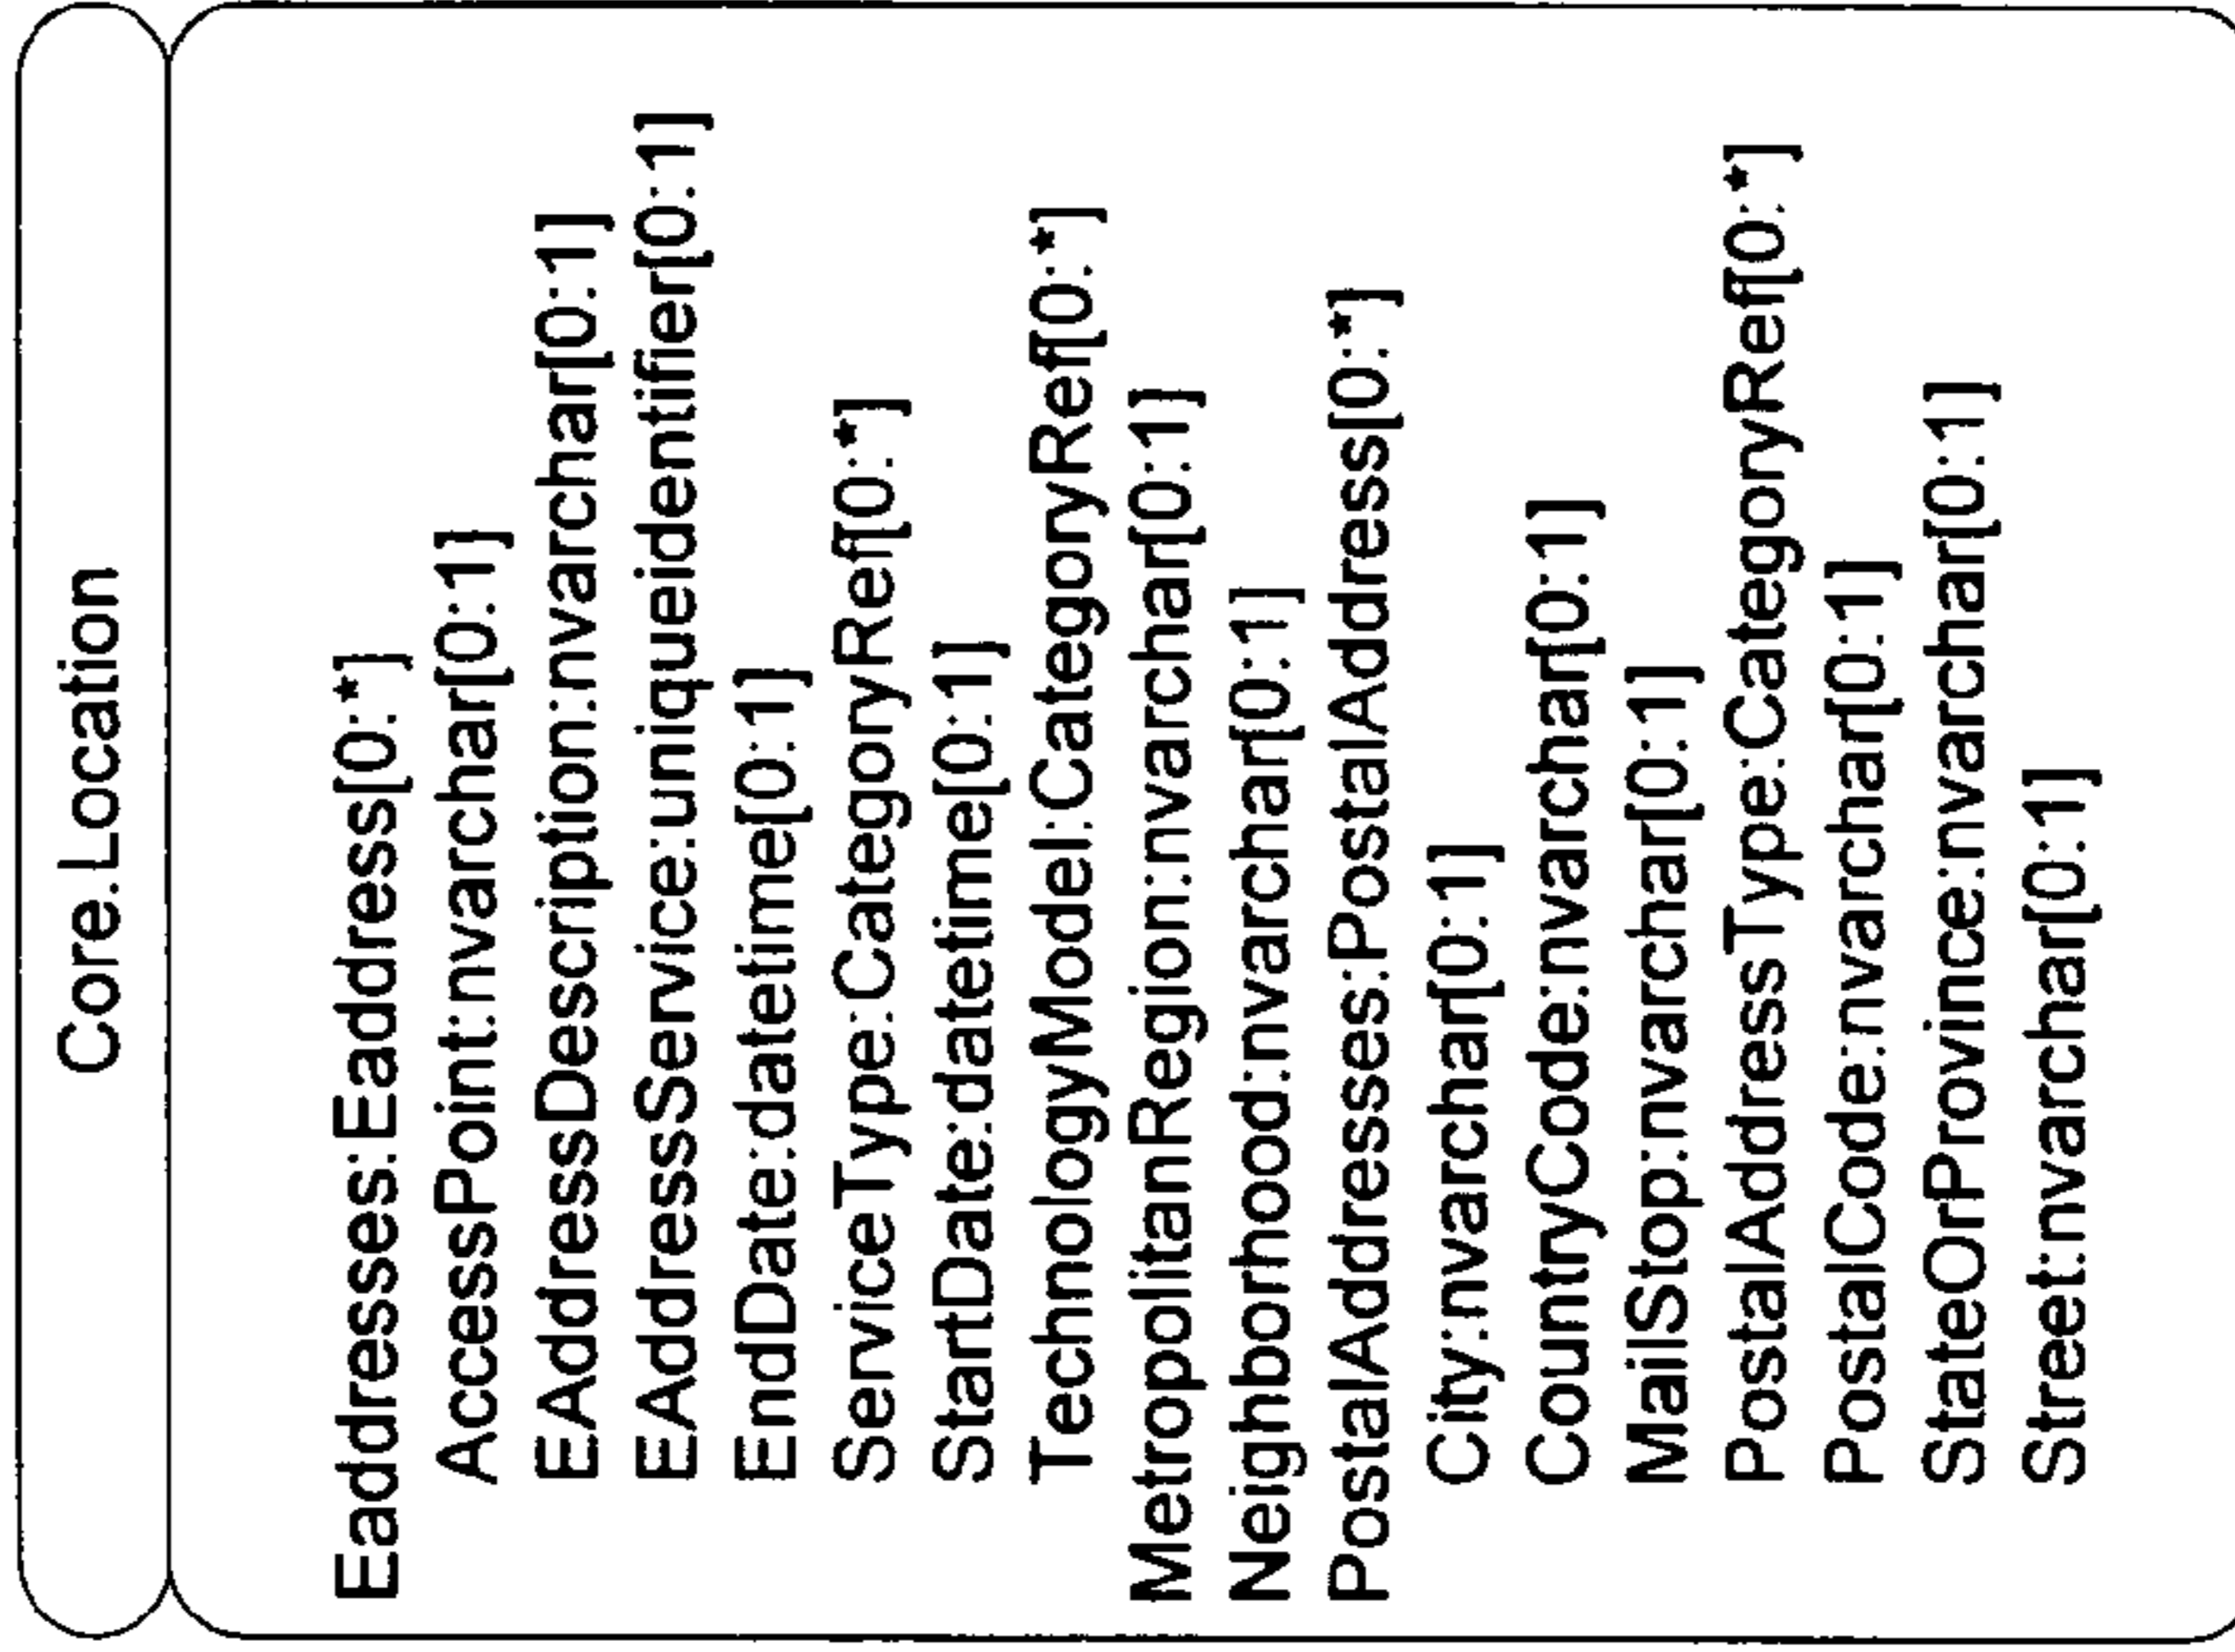 Core.Location
Eaddresses:Eaddress[0:*]
AccessPoint:nvarchar[0:1]
EAddressDescription:nvarchar[0:1]
EAddressService:uniqueidentifier[0:1]
EndDate:datetime[0:1]
ServiceType:CategoryRef[0:*]
StartDate:datetime[0:1]
TechnologyModel:CategoryRef[0:*]
MetropolitanRegion:nvarchar[0:1]
Neighborhood:nvarchar[0:1]
PostalAddresses:PostalAddress[0:*]
City:nvarchar[0:1]
CountryCode:nvarchar[0:1]
MailStop:nvarchar[0:1]
PostalAddressType:CategoryRef[0:*]
PostalCode:nvarchar[0:1]
StateOrProvince:nvarchar[0:1]
Street:nvarchar[0:1]